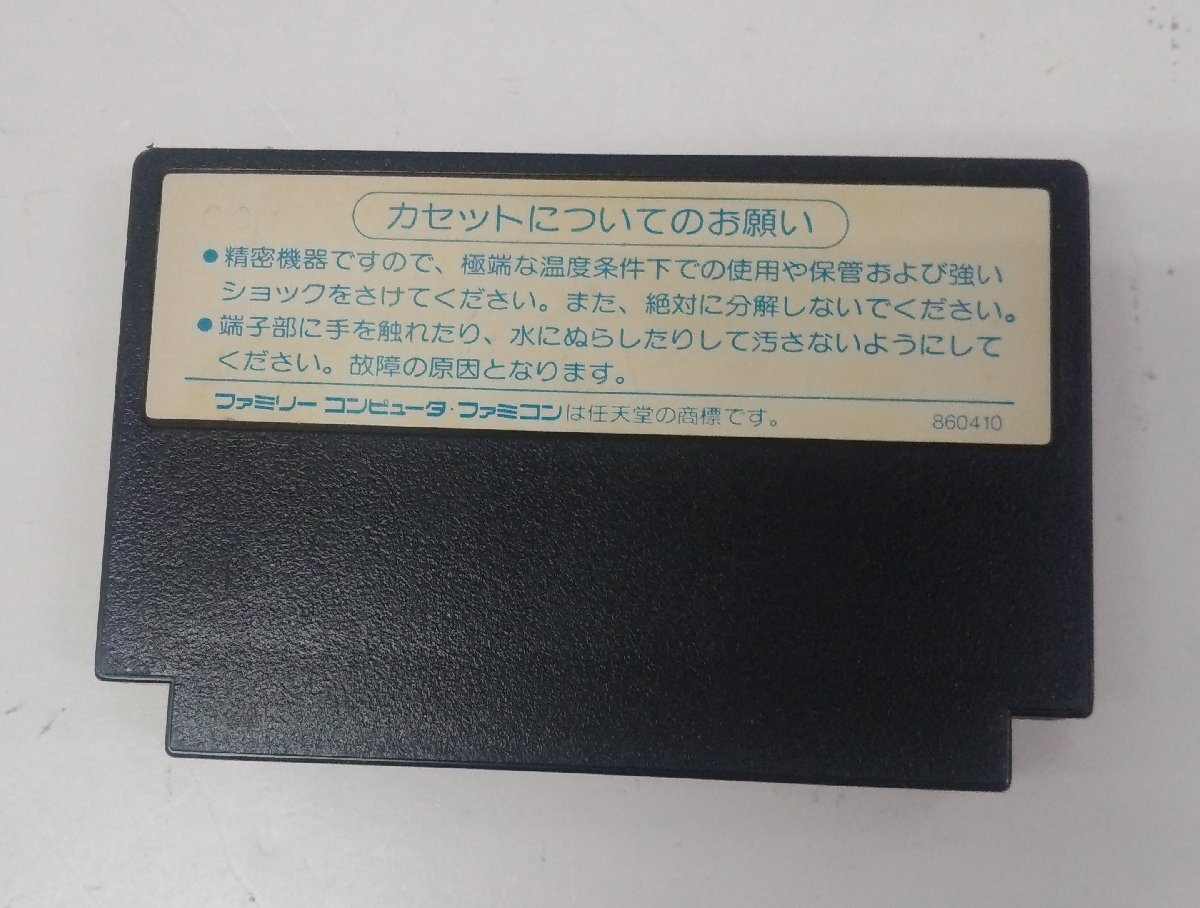 カセットについてのお願い
●精密機器ですので、極端な温度条件下での使用や保管および強い
ショックをさけてください。また、絶対に分解しないでください。
●端子部に手を触れたり、水にぬらしたりして汚さないようにして
ください。故障の原因となります。
ファミリー コンピュータ・ファミコンは任天堂の商標です。 860410